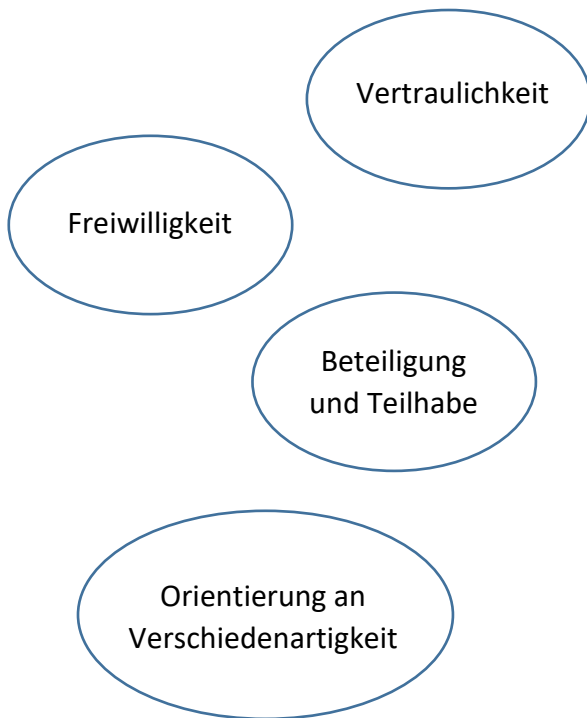 Vertraulichkeit
Freiwilligkeit
Beteiligung
und Teilhabe
Orientierung an
Verschiedenartigkeit